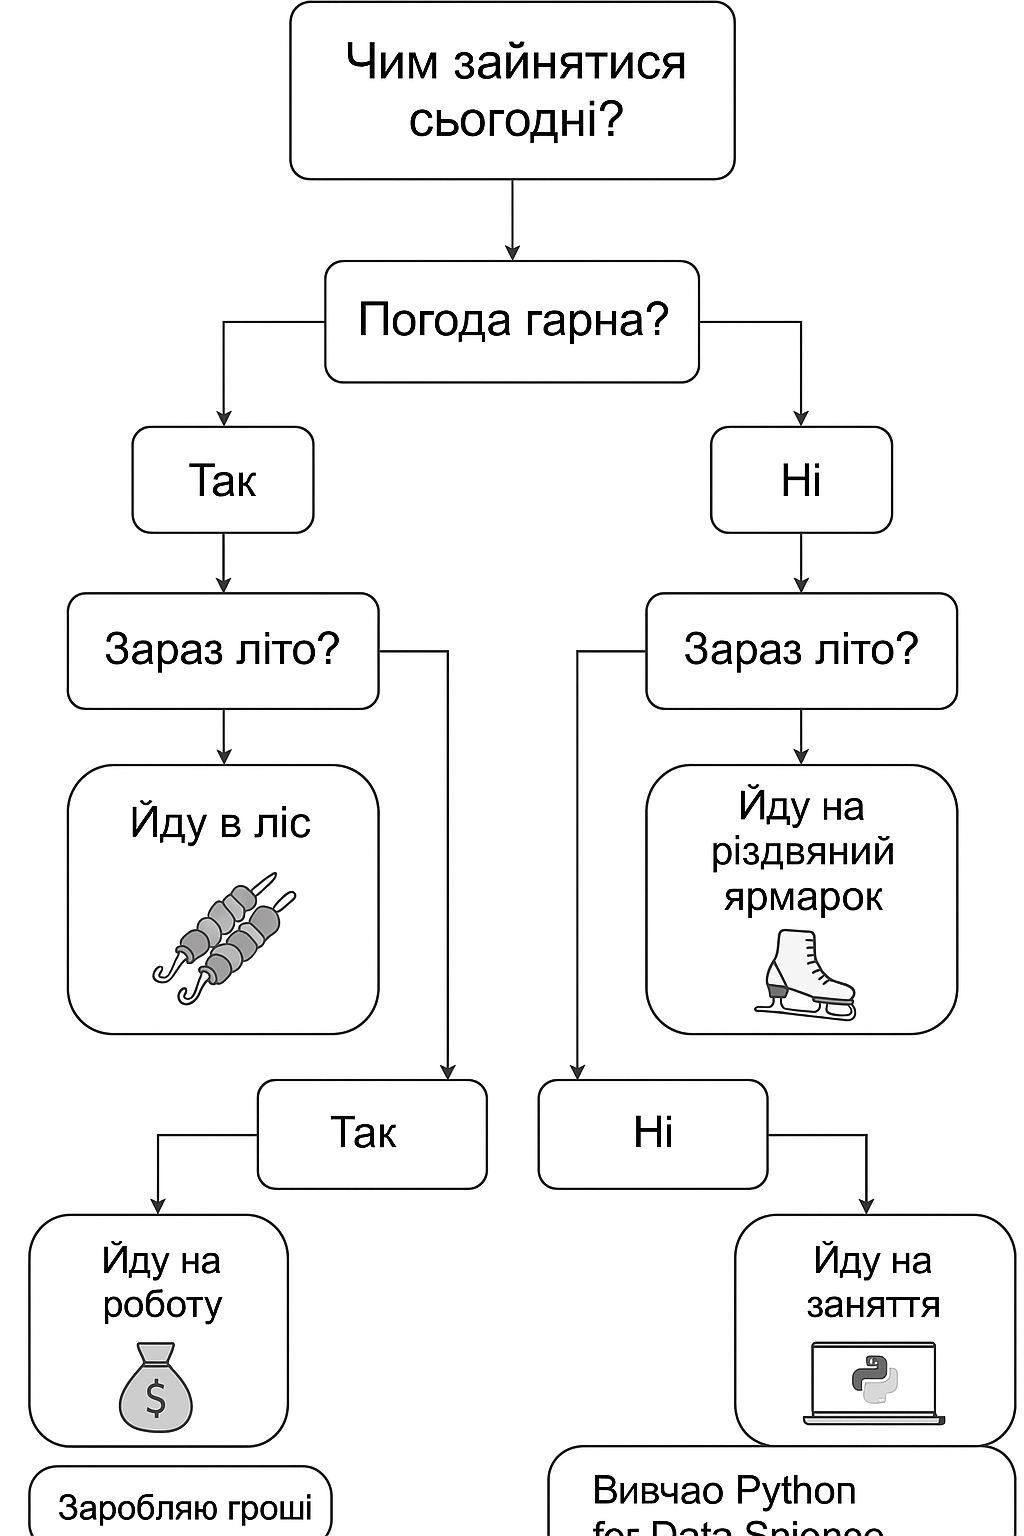 Чим зайнятися
сьогодні?
Погода гарна?
Так
Ні
Зараз літо?
Зараз літо?
Йду в ліс
Йду на
різдвяний
ярмарок
Так
Ні
Йду на
роботу
$
Йду на
заняття
Заробляю гроші
Вивчао Python
for Data Snience